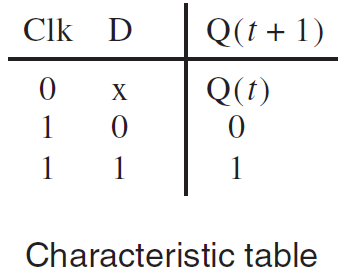 Clk D Q(t + 1)
0 x Q(t)
1 0 0
1 1 1
Characteristic table